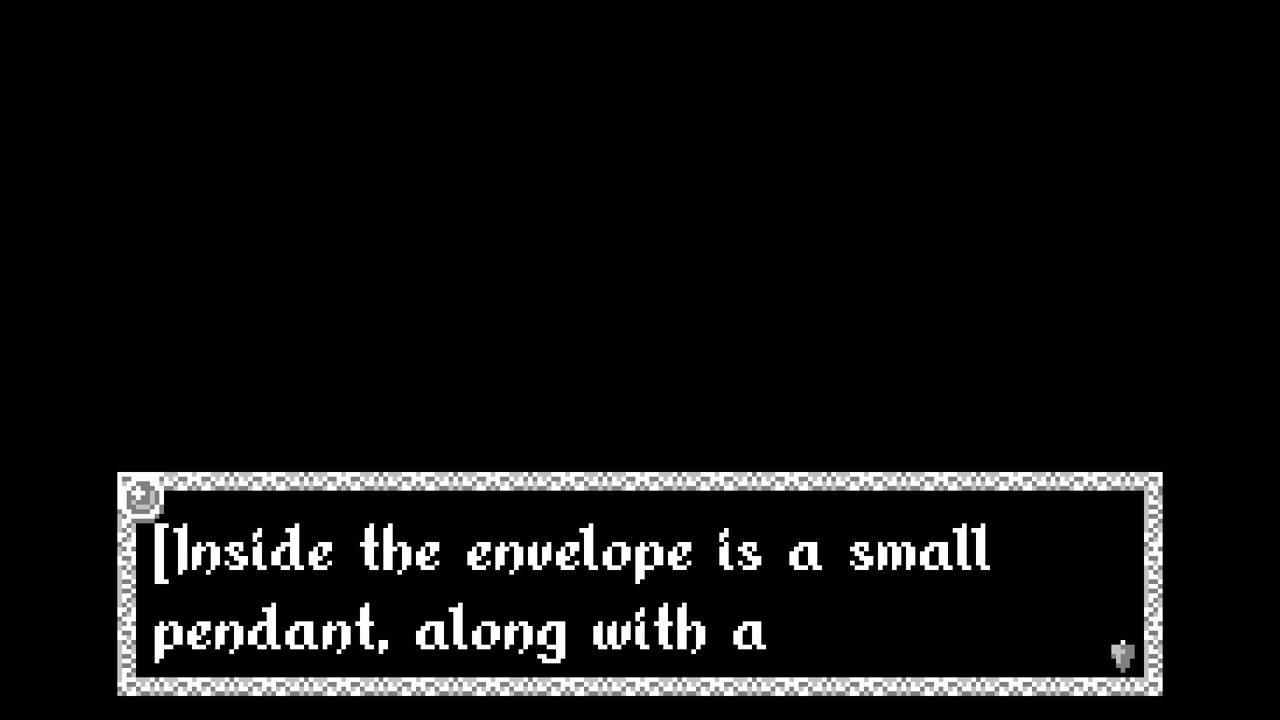 [Inside the envelope is a small
pendant, along with a